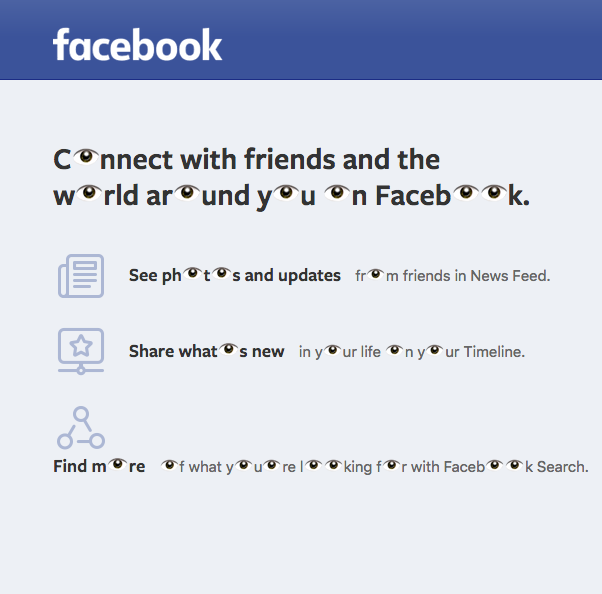 facebook
C👁nnect with friends and the
w👁rld ar👁und y👁u 👁n Faceb👁👁k.
See ph👁t👁s and updates fr👁m friends in News Feed.
Share what👁s new in y👁ur life 👁n y👁ur Timeline.
Find m👁re 👁f what y👁u👁re l👁👁king f👁r with Faceb👁👁k Search.